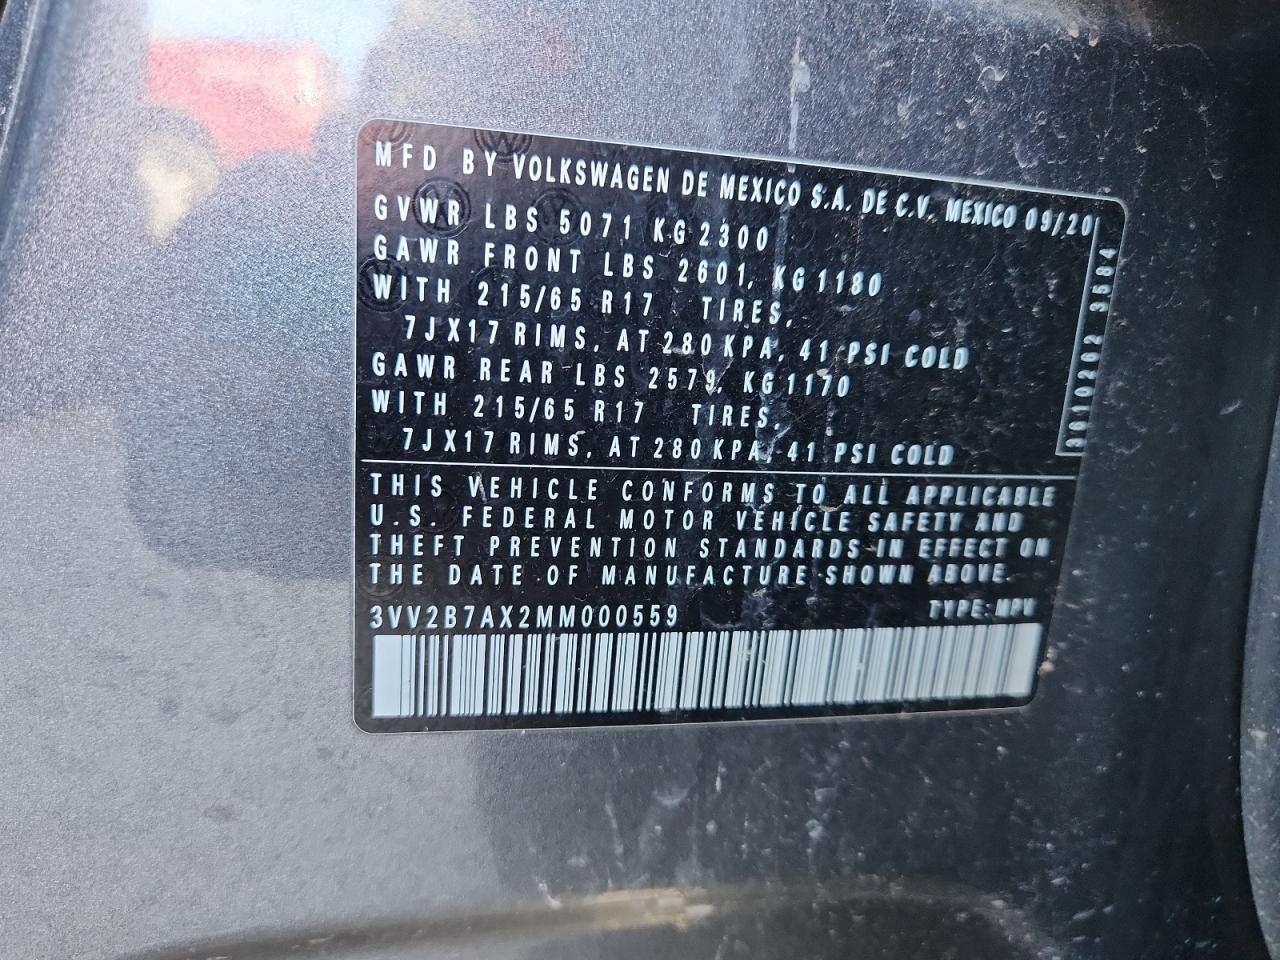 MFD BY VOLKSWAGEN DE MEXICO S.A. DE C.V. MEXICO 09/20
GVWR LBS 5071 KG 2300
GAWR FRONT LBS 2601, KG 1180
WITH 215/65 R17 TIRES,
7JX17 RIMS, AT 280 KPA, 41 PSI COLD
GAWR REAR LBS 2579, KG 1170
WITH 215/65 R17 TIRES,
7JX17 RIMS, AT 280 KPA, 41 PSI COLD
THIS VEHICLE CONFORMS TO ALL APPLICABLE
U.S. FEDERAL MOTOR VEHICLE SAFETY AND
THEFT PREVENTION STANDARDS IN EFFECT ON
THE DATE OF MANUFACTURE SHOWN ABOVE.
3VV2B7AX2MM000559 TYPE: MPV
3584